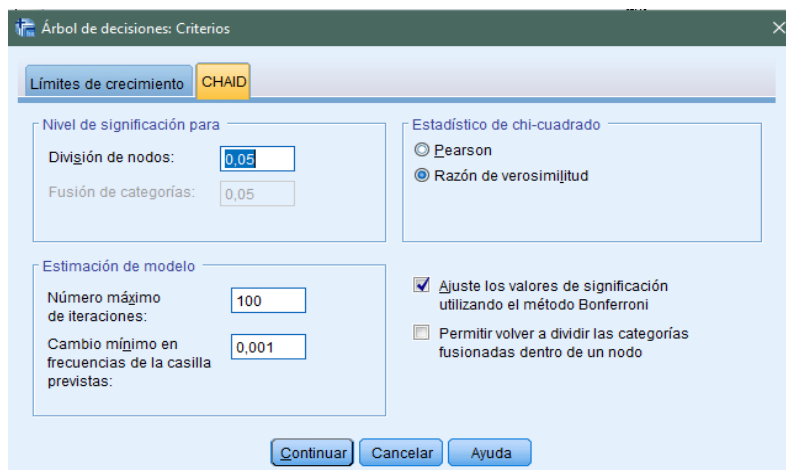 Árbol de decisiones: Criterios
Límites de crecimiento
CHAID
Nivel de significación para
División de nodos:
0,05
Fusión de categorías:
0,05
Estadístico de chi-cuadrado
Pearson
Razón de verosimilitud
Estimación de modelo
Número máximo
de iteraciones:
100
Cambio mínimo en
frecuencias de la casilla
previstas:
0,001
Ajuste los valores de significación
utilizando el método Bonferroni
Permitir volver a dividir las categorías
fusionadas dentro de un nodo
Continuar
Cancelar
Ayuda